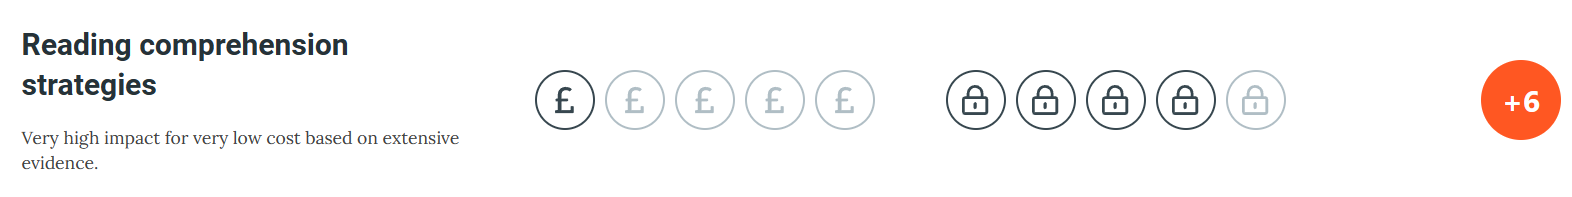 Reading comprehension
strategies
Very high impact for very low cost based on extensive
evidence.
£ £ £ £ £
+6